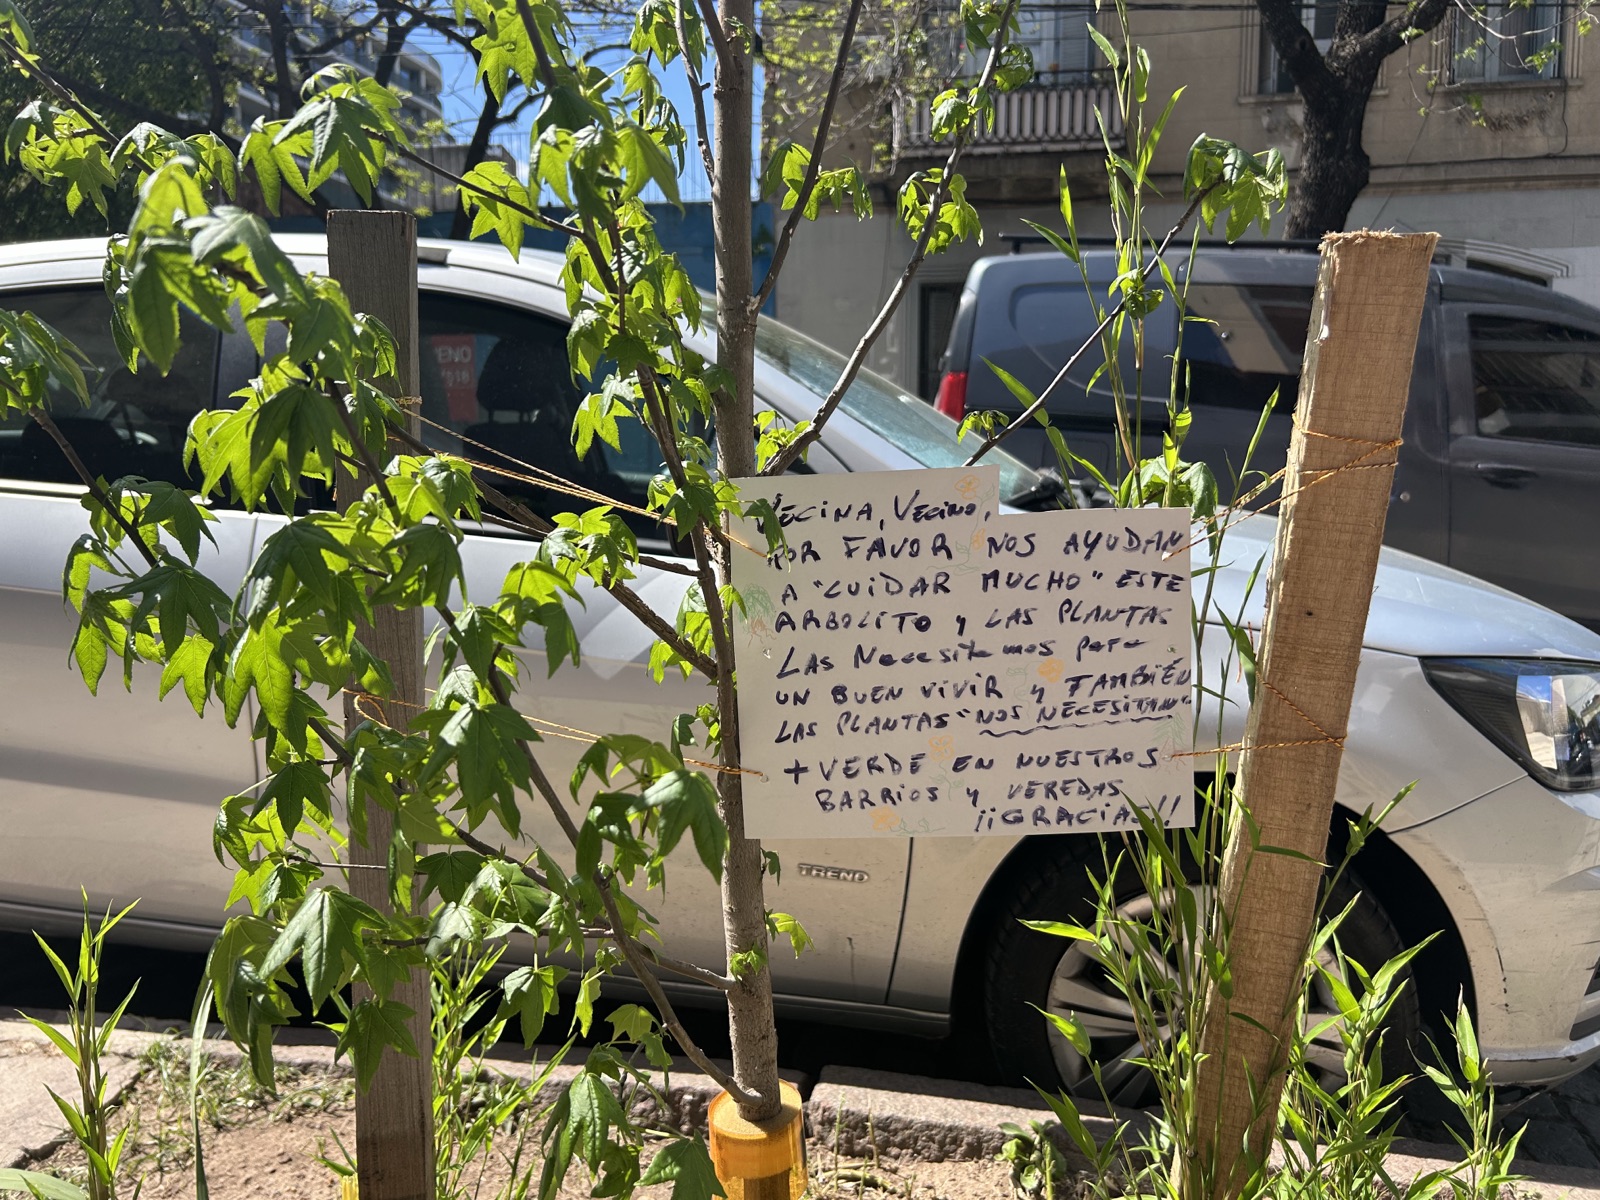 VECINA, VECINO,
POR FAVOR NOS AYUDAN
A "CUIDAR MUCHO" ESTE
ARBOLITO y LAS PLANTAS
LAS Necesitamos para
UN BUEN VIVIR y TAMBIÉN
LAS PLANTAS "NOS NECESITAN"
+ VERDE EN NUESTROS
BARRIOS y VEREDAS
¡¡GRACIAS!!
TREND